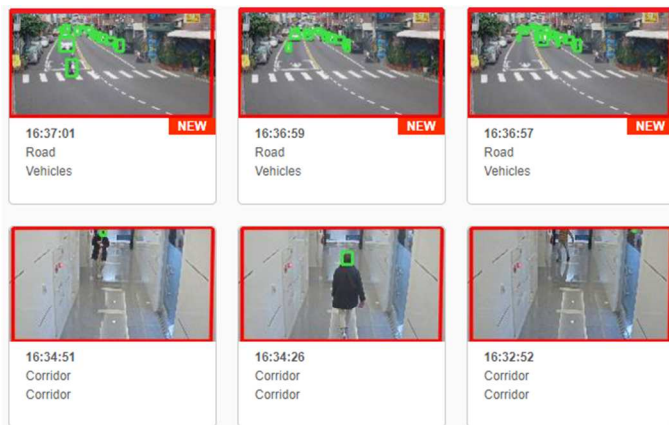 NEW
NEW
NEW
16:37:01
16:36:59
16:36:57
Road
Road
Road
Vehicles
Vehicles
Vehicles
16:34:51
16:34:26
16:32:52
Corridor
Corridor
Corridor
Corridor
Corridor
Corridor